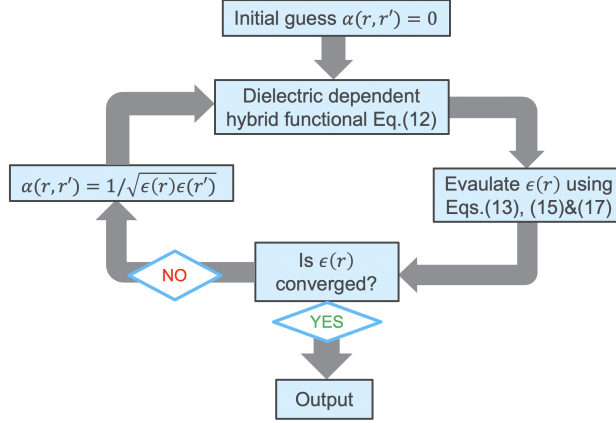 Initial guess α(r, r′) = 0
Dielectric dependent
hybrid functional Eq.(12)
α(r, r′) = 1/√ϵ(r)ϵ(r′)
Evaulate ϵ(r) using
Eqs.(13), (15)&(17)
Is ϵ(r)
converged?
NO
YES
Output